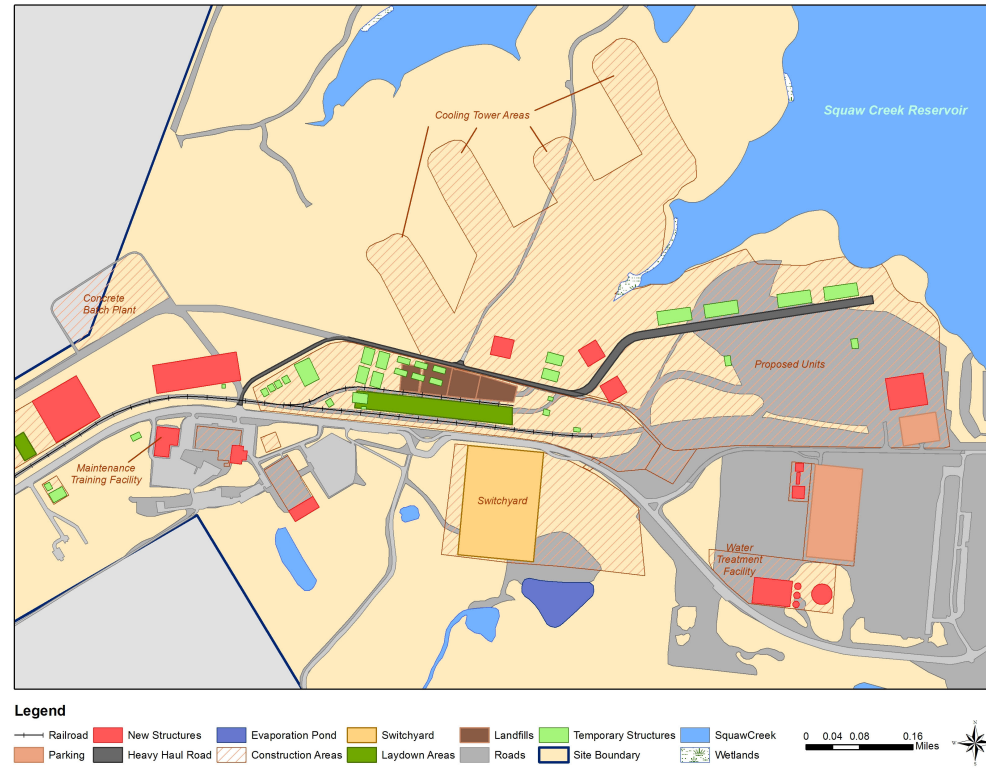 Cooling Tower Areas
Squaw Creek Reservoir
Concrete
Batch Plant
Proposed Units
Maintenance
Training Facility
Switchyard
Water
Treatment
Facility
Legend
Railroad
New Structures
Evaporation Pond
Switchyard
Landfills
Temporary Structures
SquawCreek
Parking
Heavy Haul Road
Construction Areas
Laydown Areas
Roads
Site Boundary
Wetlands
0 0.04 0.08 0.16
Miles
N
W E
S